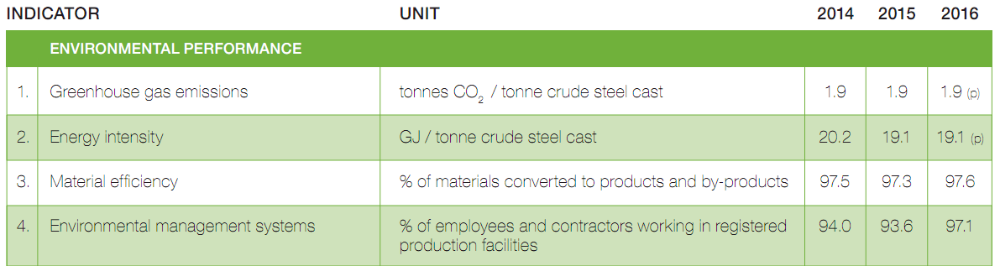 INDICATOR UNIT 2014 2015 2016
ENVIRONMENTAL PERFORMANCE
1. Greenhouse gas emissions tonnes CO₂ / tonne crude steel cast 1.9 1.9 1.9 (p)
2. Energy intensity GJ / tonne crude steel cast 20.2 19.1 19.1 (p)
3. Material efficiency % of materials converted to products and by-products 97.5 97.3 97.6
4. Environmental management systems % of employees and contractors working in registered 94.0 93.6 97.1
production facilities